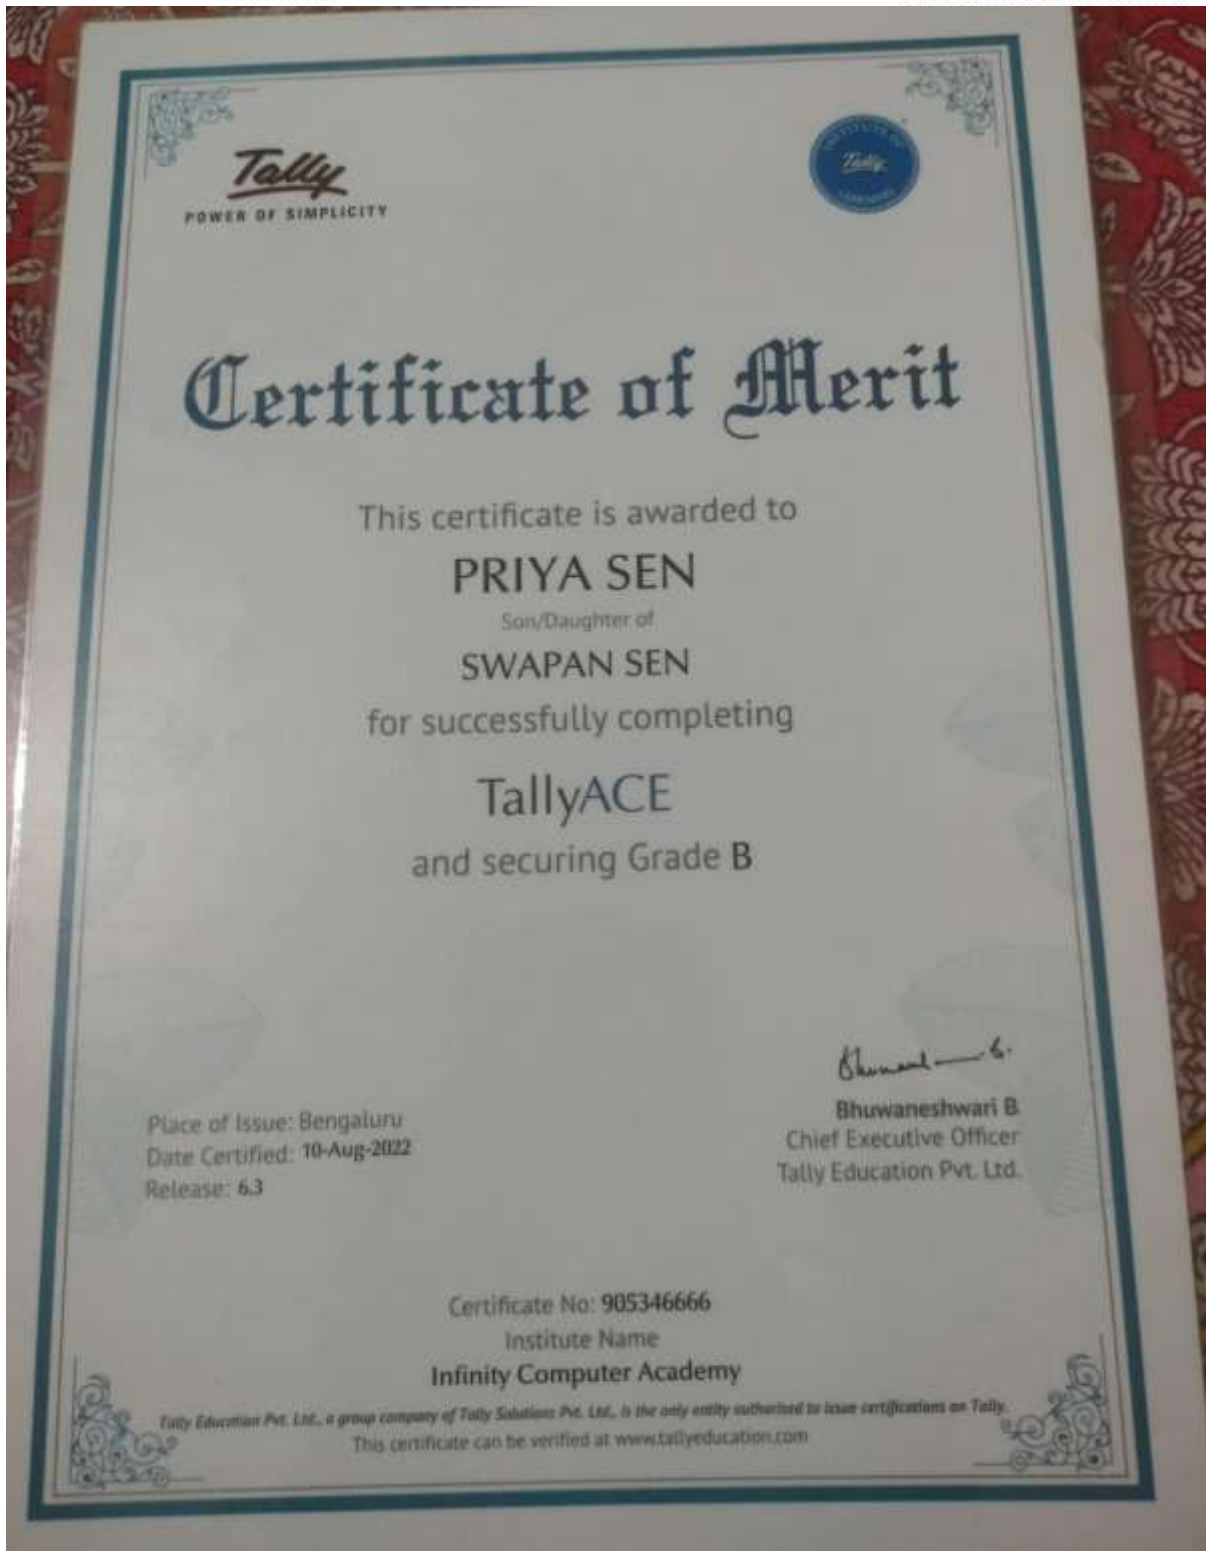 Tally
POWER OF SIMPLICITY
INSTITUTE OF
Tally
LEARNING
Certificate of Merit
This certificate is awarded to
PRIYA SEN
Son/Daughter of
SWAPAN SEN
for successfully completing
TallyACE
and securing Grade B
Place of Issue: Bengaluru
Date Certified: 10-Aug-2022
Release: 6.3
Bhuwaneshwari B
Chief Executive Officer
Tally Education Pvt. Ltd.
Certificate No: 905346666
Institute Name
Infinity Computer Academy
Tally Education Pvt. Ltd., a group company of Tally Solutions Pvt. Ltd., is the only entity authorised to issue certifications on Tally.
This certificate can be verified at www.tallyeducation.com